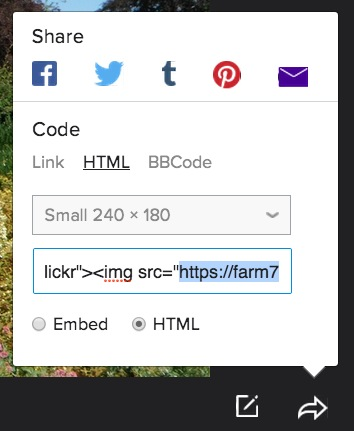 Share
Code
Link HTML BBCode
Small 240 × 180
lickr"><img src="https://farm7
Embed HTML